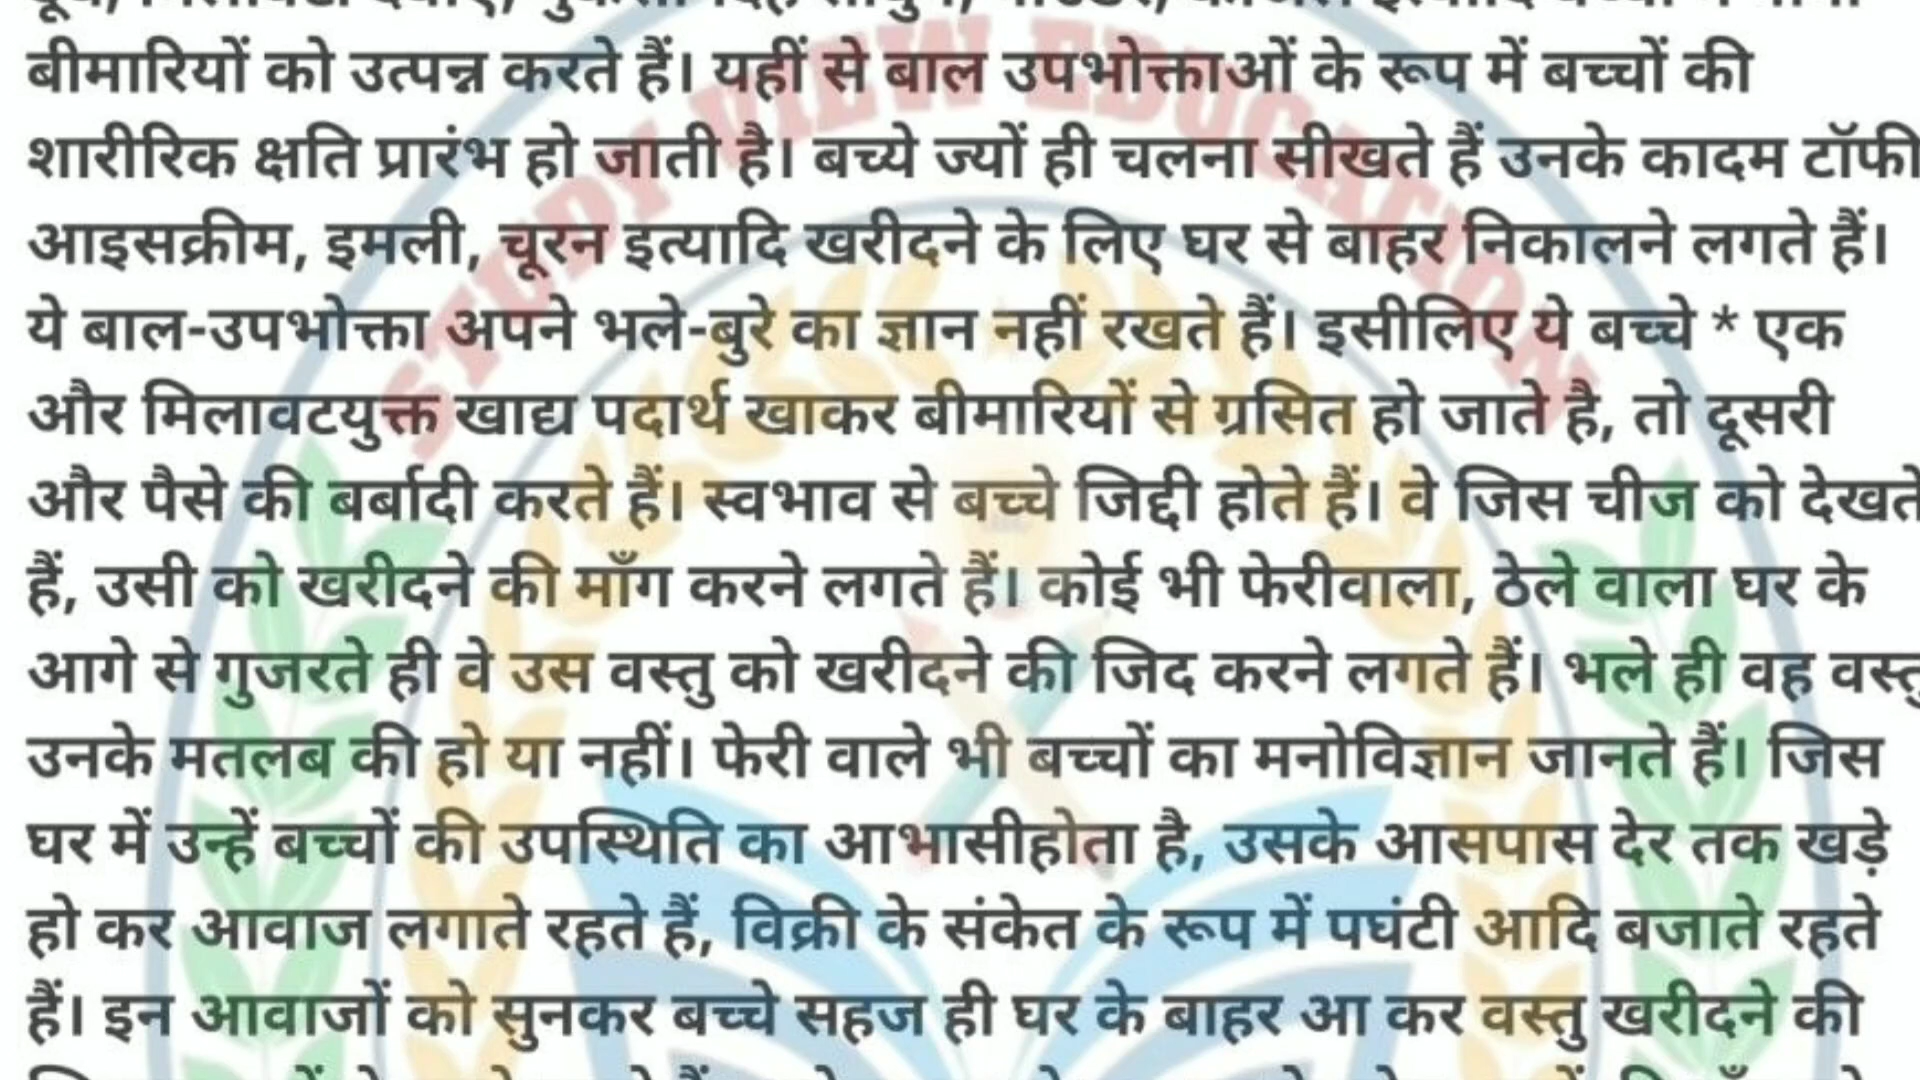 बीमारियों को उत्पन्न करते हैं। यहीं से बाल उपभोक्ताओं के रूप में बच्चों की
शारीरिक क्षति प्रारंभ हो जाती है। बच्ये ज्यों ही चलना सीखते हैं उनके कादम टॉफी
आइसक्रीम, इमली, चूरन इत्यादि खरीदने के लिए घर से बाहर निकालने लगते हैं।
ये बाल-उपभोक्ता अपने भले-बुरे का ज्ञान नहीं रखते हैं। इसीलिए ये बच्चे * एक
और मिलावटयुक्त खाद्य पदार्थ खाकर बीमारियों से ग्रसित हो जाते है, तो दूसरी
और पैसे की बर्बादी करते हैं। स्वभाव से बच्चे जिद्दी होते हैं। वे जिस चीज को देखते
हैं, उसी को खरीदने की माँग करने लगते हैं। कोई भी फेरीवाला, ठेले वाला घर के
आगे से गुजरते ही वे उस वस्तु को खरीदने की जिद करने लगते हैं। भले ही वह वस्तु
उनके मतलब की हो या नहीं। फेरी वाले भी बच्चों का मनोविज्ञान जानते हैं। जिस
घर में उन्हें बच्चों की उपस्थिति का आभासीहोता है, उसके आसपास देर तक खड़े
हो कर आवाज लगाते रहते हैं, विक्री के संकेत के रूप में पघंटी आदि बजाते रहते
हैं। इन आवाजों को सुनकर बच्चे सहज ही घर के बाहर आ कर वस्तु खरीदने की
STUDY VIEW EDUCATION